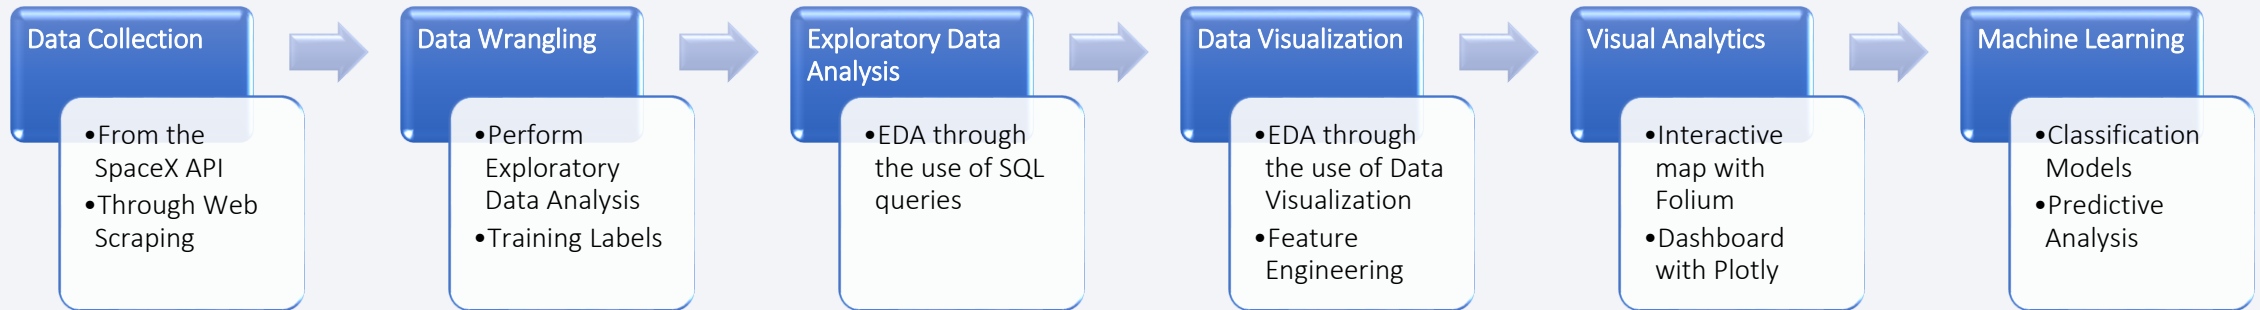 Data Collection
•From the
SpaceX API
•Through Web
Scraping
Data Wrangling
•Perform
Exploratory
Data Analysis
•Training Labels
Exploratory Data
Analysis
•EDA through
the use of SQL
queries
Data Visualization
•EDA through
the use of Data
Visualization
•Feature
Engineering
Visual Analytics
•Interactive
map with
Folium
•Dashboard
with Plotly
Machine Learning
•Classification
Models
•Predictive
Analysis